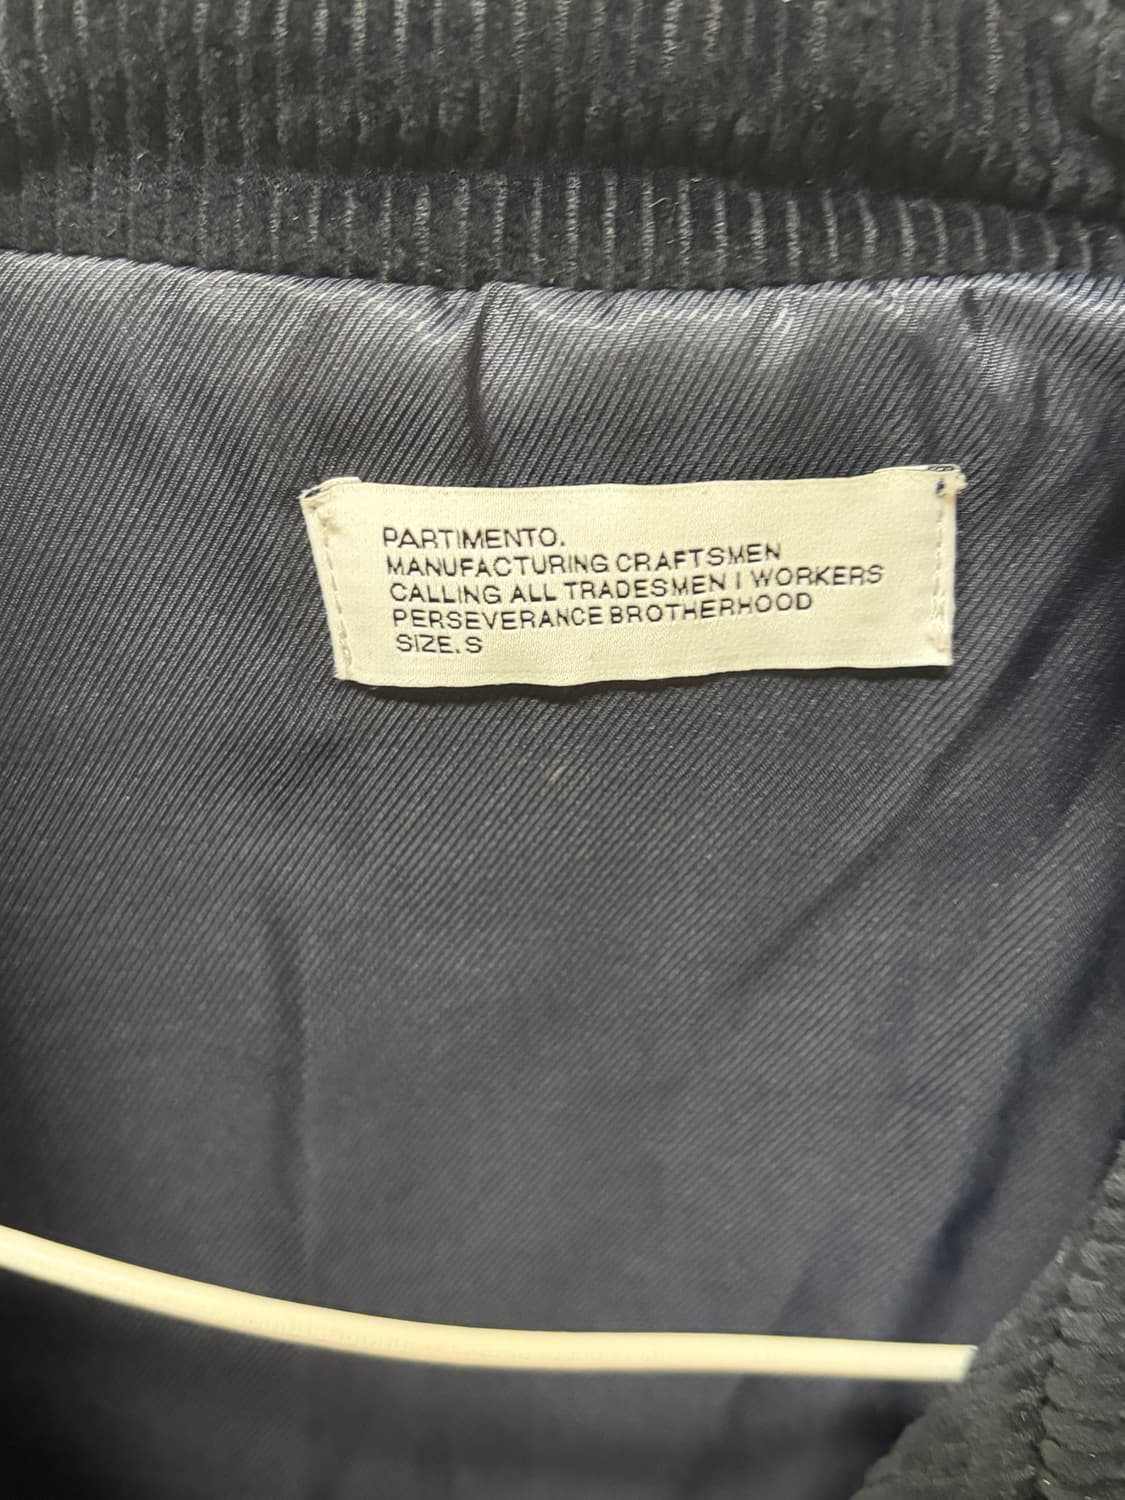 PARTIMENTO.
MANUFACTURING CRAFTSMEN
CALLING ALL TRADESMEN I WORKERS
PERSEVERANCE BROTHERHOOD
SIZE. S